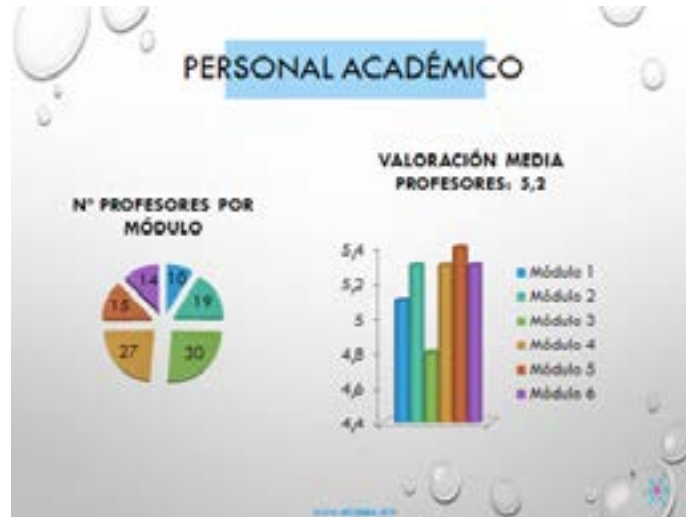 PERSONAL ACADÉMICO
VALORACIÓN MEDIA
PROFESORES: 5,2
Nº PROFESORES POR
MÓDULO
14
10
15
19
27
30
5,4
5,2
5
4,8
4,6
4,4
Módulo 1
Módulo 2
Módulo 3
Módulo 4
Módulo 5
Módulo 6